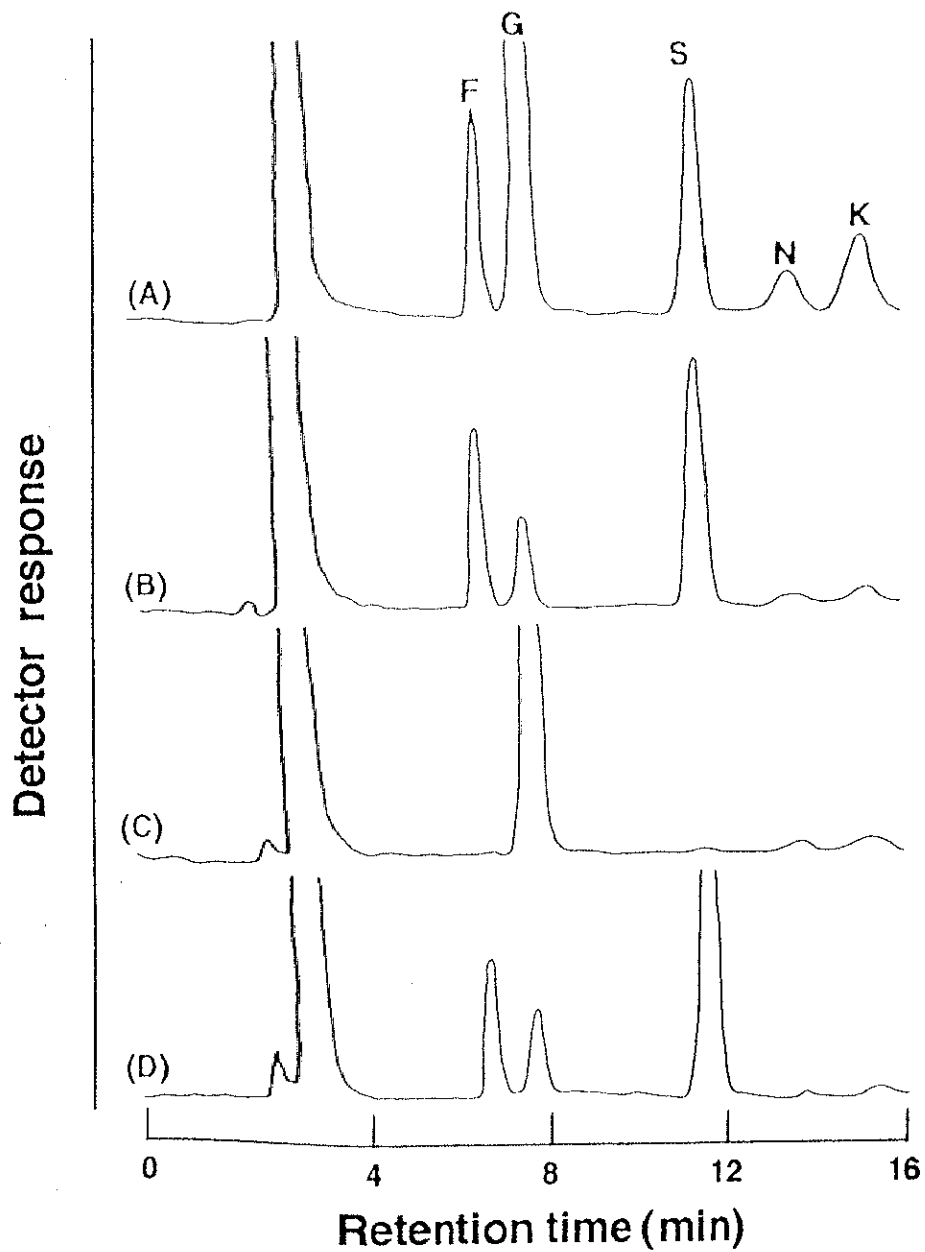 G
F
S
N
K
(A)
(B)
(C)
(D)
Detector response
0 4 8 12 16
Retention time (min)